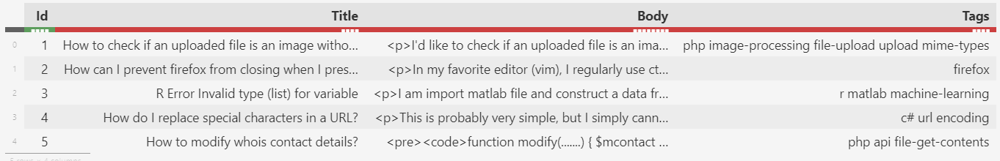 Id Title Body Tags
0 1 How to check if an uploaded file is an image witho... <p>I'd like to check if an uploaded file is an ima... php image-processing file-upload upload mime-types
1 2 How can I prevent firefox from closing when I pres... <p>In my favorite editor (vim), I regularly use ct... firefox
2 3 R Error Invalid type (list) for variable <p>I am import matlab file and construct a data fr... r matlab machine-learning
3 4 How do I replace special characters in a URL? <p>This is probably very simple, but I simply cann... c# url encoding
4 5 How to modify whois contact details? <pre><code>function modify(.......) { $mcontact ... php api file-get-contents
5 rows x 4 columns